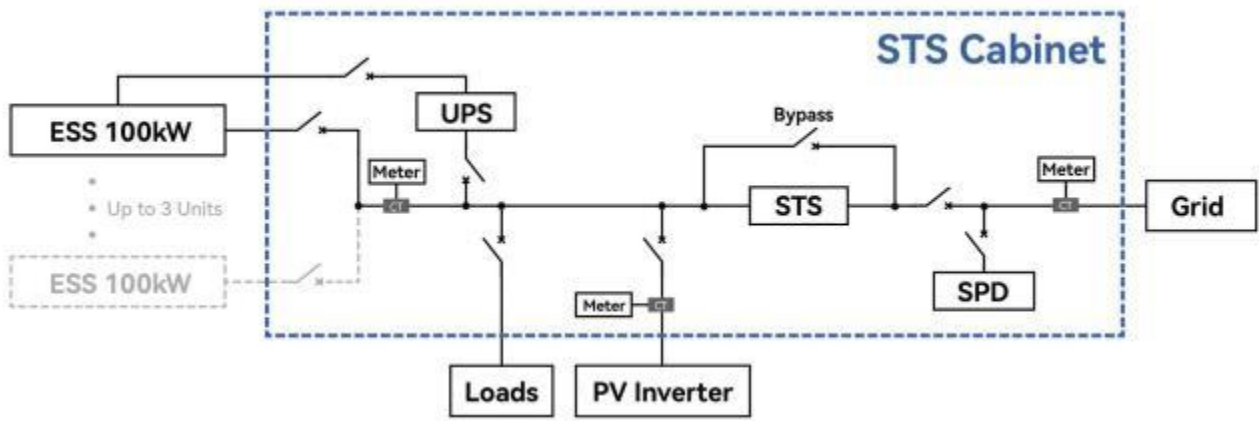 STS Cabinet
UPS
ESS 100kW
Bypass
Meter
CT
Meter
CT
Up to 3 Units
STS
Grid
ESS 100kW
SPD
Meter
CT
Loads
PV Inverter